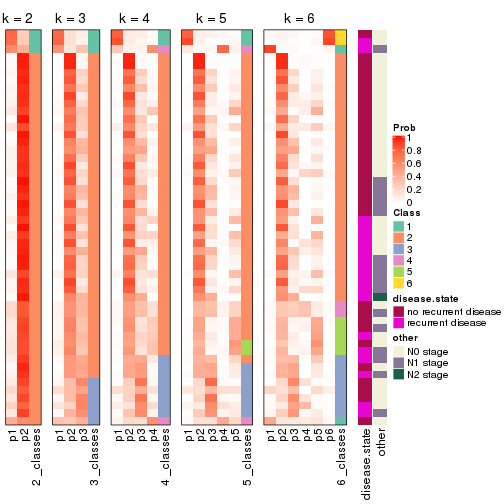 k = 2 k = 3 k = 4 k = 5 k = 6
Prob
1
0.8
0.6
0.4
0.2
0
Class
1
2
3
4
5
6
disease.state
no recurrent disease
recurrent disease
other
N0 stage
N1 stage
N2 stage
p1 p2 2_classes p1 p2 p3 3_classes p1 p2 p3 p4 4_classes p1 p2 p3 p4 p5 5_classes p1 p2 p3 p4 p5 p6 6_classes disease.state other